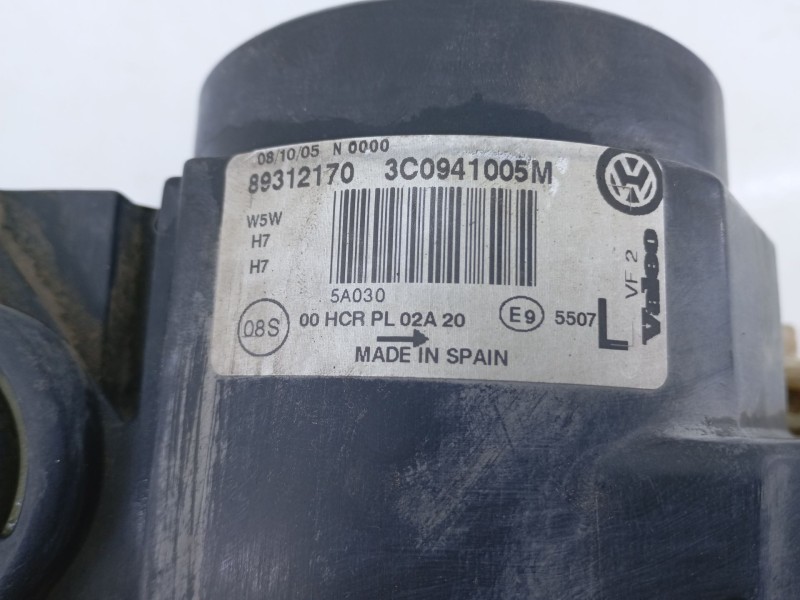 08/10/05 N 0000
89312170 3C0941005M
W5W
H7
H7
5A030
08S 00 HCR PL 02A 20 E9 5507 L
MADE IN SPAIN
VF 2
Valeo